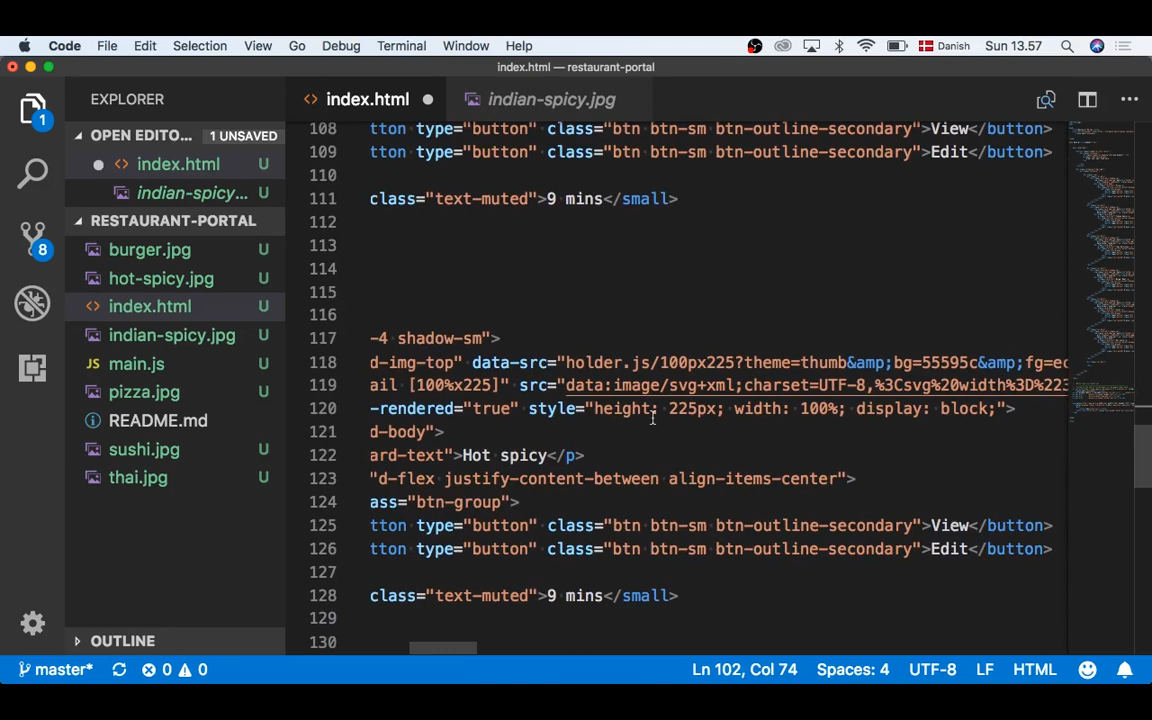 Code File Edit Selection View Go Debug Terminal Window Help Danish Sun 13.57
index.html — restaurant-portal
EXPLORER
index.html
indian-spicy.jpg
OPEN EDITO... 1 UNSAVED
index.html U
indian-spicy... U
RESTAURANT-PORTAL
burger.jpg U
hot-spicy.jpg U
index.html U
indian-spicy.jpg U
JS main.js U
pizza.jpg U
README.md U
sushi.jpg U
thai.jpg U
OUTLINE
1
8
108 tton type="button" class="btn btn-sm btn-outline-secondary">View</button>
109 tton type="button" class="btn btn-sm btn-outline-secondary">Edit</button>
110
111 class="text-muted">9 mins</small>
112
113
114
115
116
117 -4 shadow-sm">
118 d-img-top" data-src="holder.js/100px225?theme=thumb&amp;bg=55595c&amp;fg=ec
119 ail [100%x225]" src="data:image/svg+xml;charset=UTF-8,%3Csvg%20width%3D%223
120 -rendered="true" style="height: 225px; width: 100%; display: block;">
121 d-body">
122 ard-text">Hot spicy</p>
123 "d-flex justify-content-between align-items-center">
124 ass="btn-group">
125 tton type="button" class="btn btn-sm btn-outline-secondary">View</button>
126 tton type="button" class="btn btn-sm btn-outline-secondary">Edit</button>
127
128 class="text-muted">9 mins</small>
129
130
master* 0 0 Ln 102, Col 74 Spaces: 4 UTF-8 LF HTML